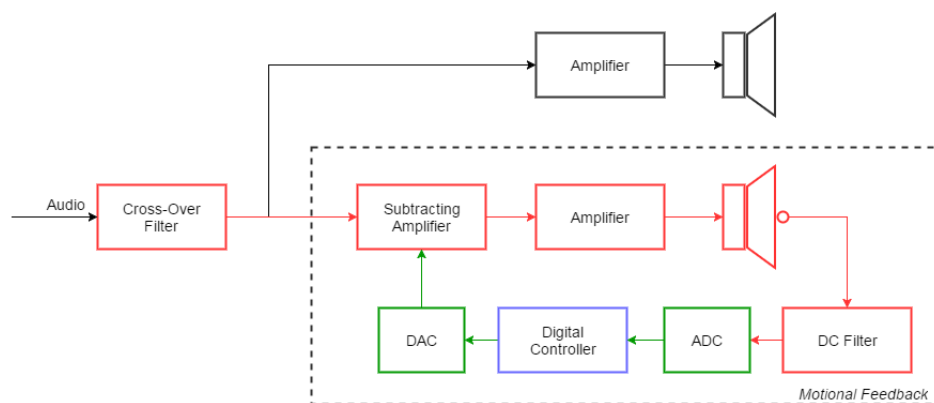 Amplifier
Audio
Cross-Over
Filter
Subtracting
Amplifier
Amplifier
DAC
Digital
Controller
ADC
DC Filter
Motional Feedback